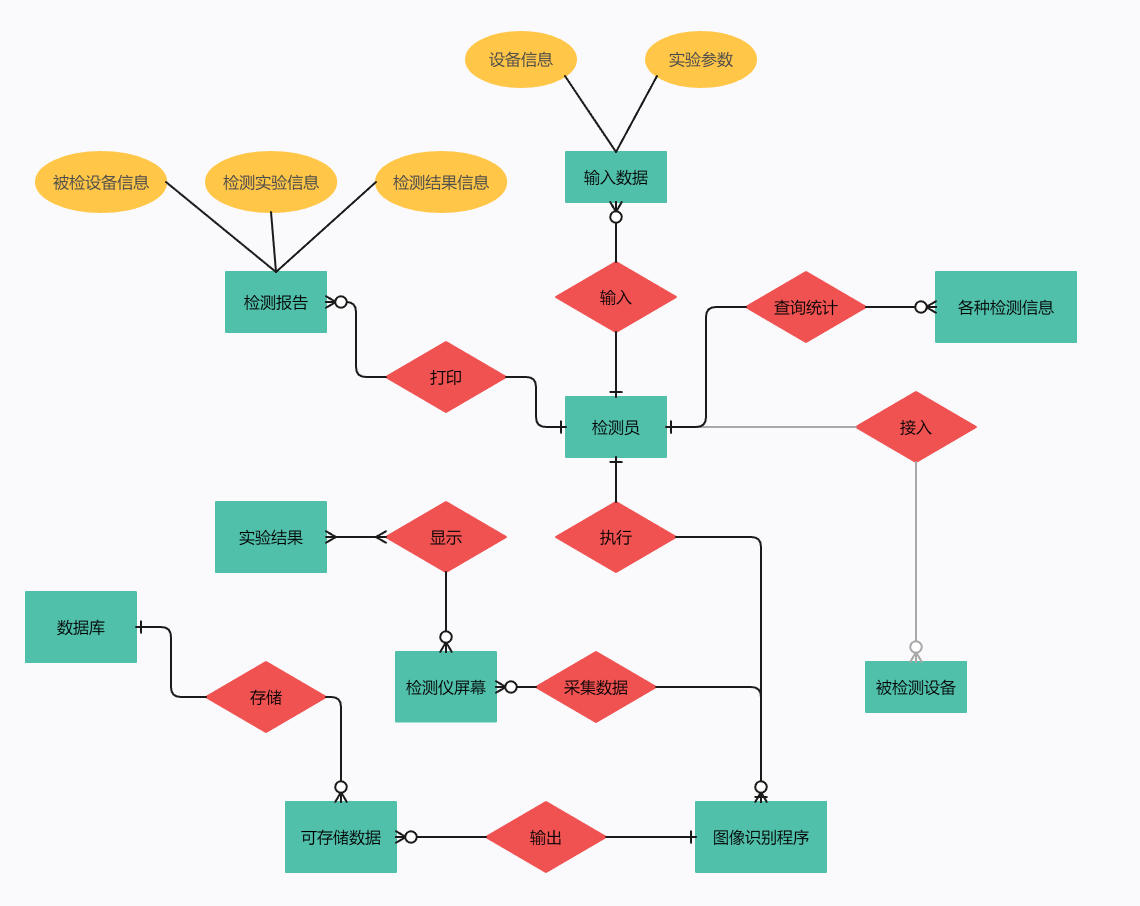 设备信息
实验参数
被检设备信息
检测实验信息
检测结果信息
输入数据
检测报告
输入
查询统计
各种检测信息
打印
检测员
接入
实验结果
显示
执行
数据库
存储
检测仪屏幕
采集数据
被检测设备
可存储数据
输出
图像识别程序